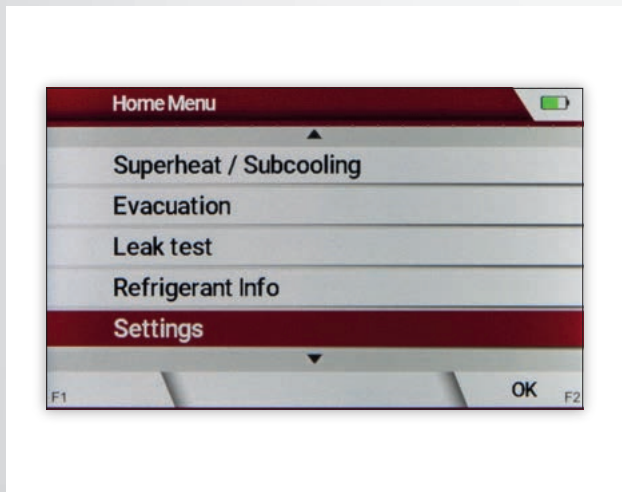 Home Menu
Superheat / Subcooling
Evacuation
Leak test
Refrigerant Info
Settings
F1
OK
F2